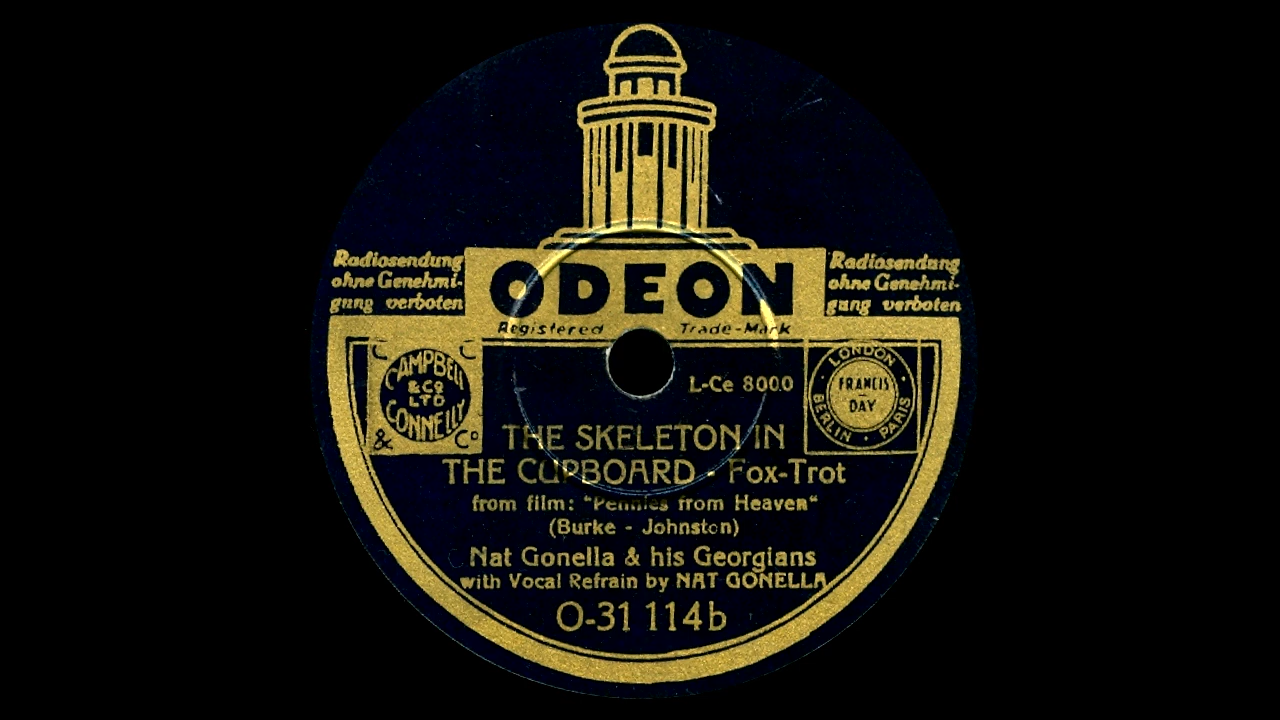 Radiosendung
ohne Genehmi-
gung verboten
ODEON
Radiosendung
ohne Genehmi-
gung verboten
Registered Trade-Mark
CAMPBELL
& Co
LTD
CONNELLY
& Co
LONDON
FRANCIS
DAY
BERLIN · PARIS
L-Ce 8000
THE SKELETON IN
THE CUPBOARD · Fox-Trot
from film: "Pennies from Heaven"
(Burke - Johnston)
Nat Gonella & his Georgians
with Vocal Refrain by NAT GONELLA
O-31 114b